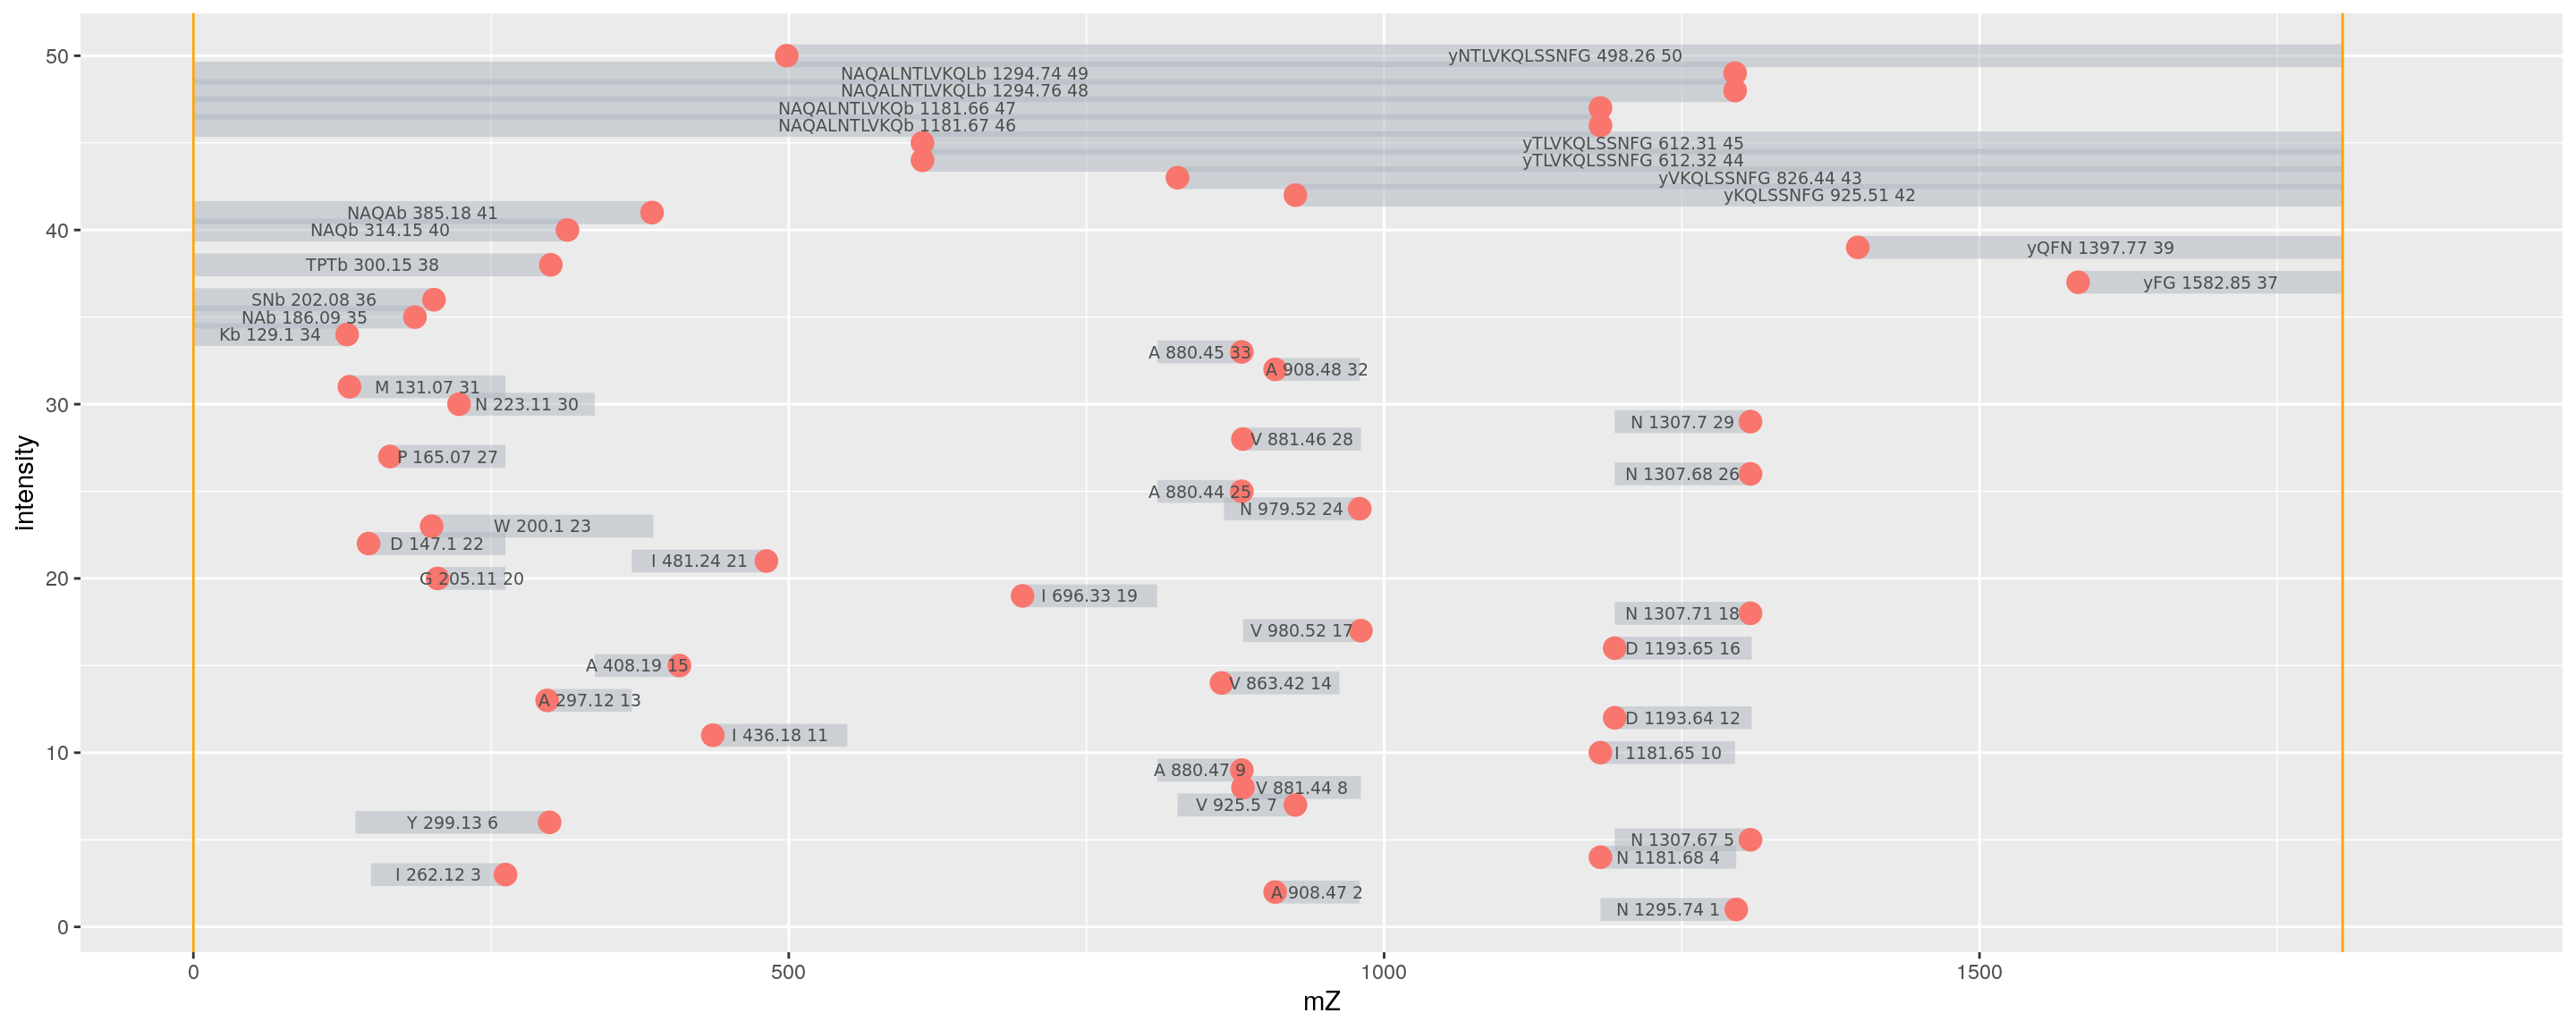 50
yNTLVKQLSSNFG 498.26 50
NAQALNTLVKQLb 1294.74 49
NAQALNTLVKQLb 1294.76 48
NAQALNTLVKQb 1181.66 47
NAQALNTLVKQb 1181.67 46
yTLVKQLSSNFG 612.31 45
yTLVKQLSSNFG 612.32 44
yVKQLSSNFG 826.44 43
yKQLSSNFG 925.51 42
NAQAb 385.18 41
40
NAQb 314.15 40
yQFN 1397.77 39
TPTb 300.15 38
yFG 1582.85 37
SNb 202.08 36
NAb 186.09 35
Kb 129.1 34
A 880.45 33
A 908.48 32
M 131.07 31
30
N 223.11 30
N 1307.7 29
V 881.46 28
P 165.07 27
N 1307.68 26
A 880.44 25
N 979.52 24
W 200.1 23
D 147.1 22
I 481.24 21
20
G 205.11 20
I 696.33 19
N 1307.71 18
V 980.52 17
D 1193.65 16
A 408.19 15
V 863.42 14
A 297.12 13
D 1193.64 12
I 436.18 11
10
I 1181.65 10
A 880.47 9
V 881.44 8
V 925.5 7
Y 299.13 6
N 1307.67 5
N 1181.68 4
I 262.12 3
A 908.47 2
N 1295.74 1
0
intensity
0 500 1000 1500
mZ